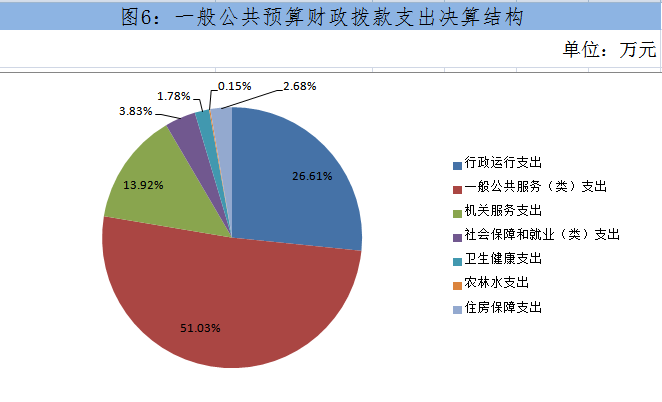 图6：一般公共预算财政拨款支出决算结构
单位：万元
0.15%
2.68%
1.78%
3.83%
26.61%
13.92%
51.03%
行政运行支出
一般公共服务（类）支出
机关服务支出
社会保障和就业（类）支出
卫生健康支出
农林水支出
住房保障支出